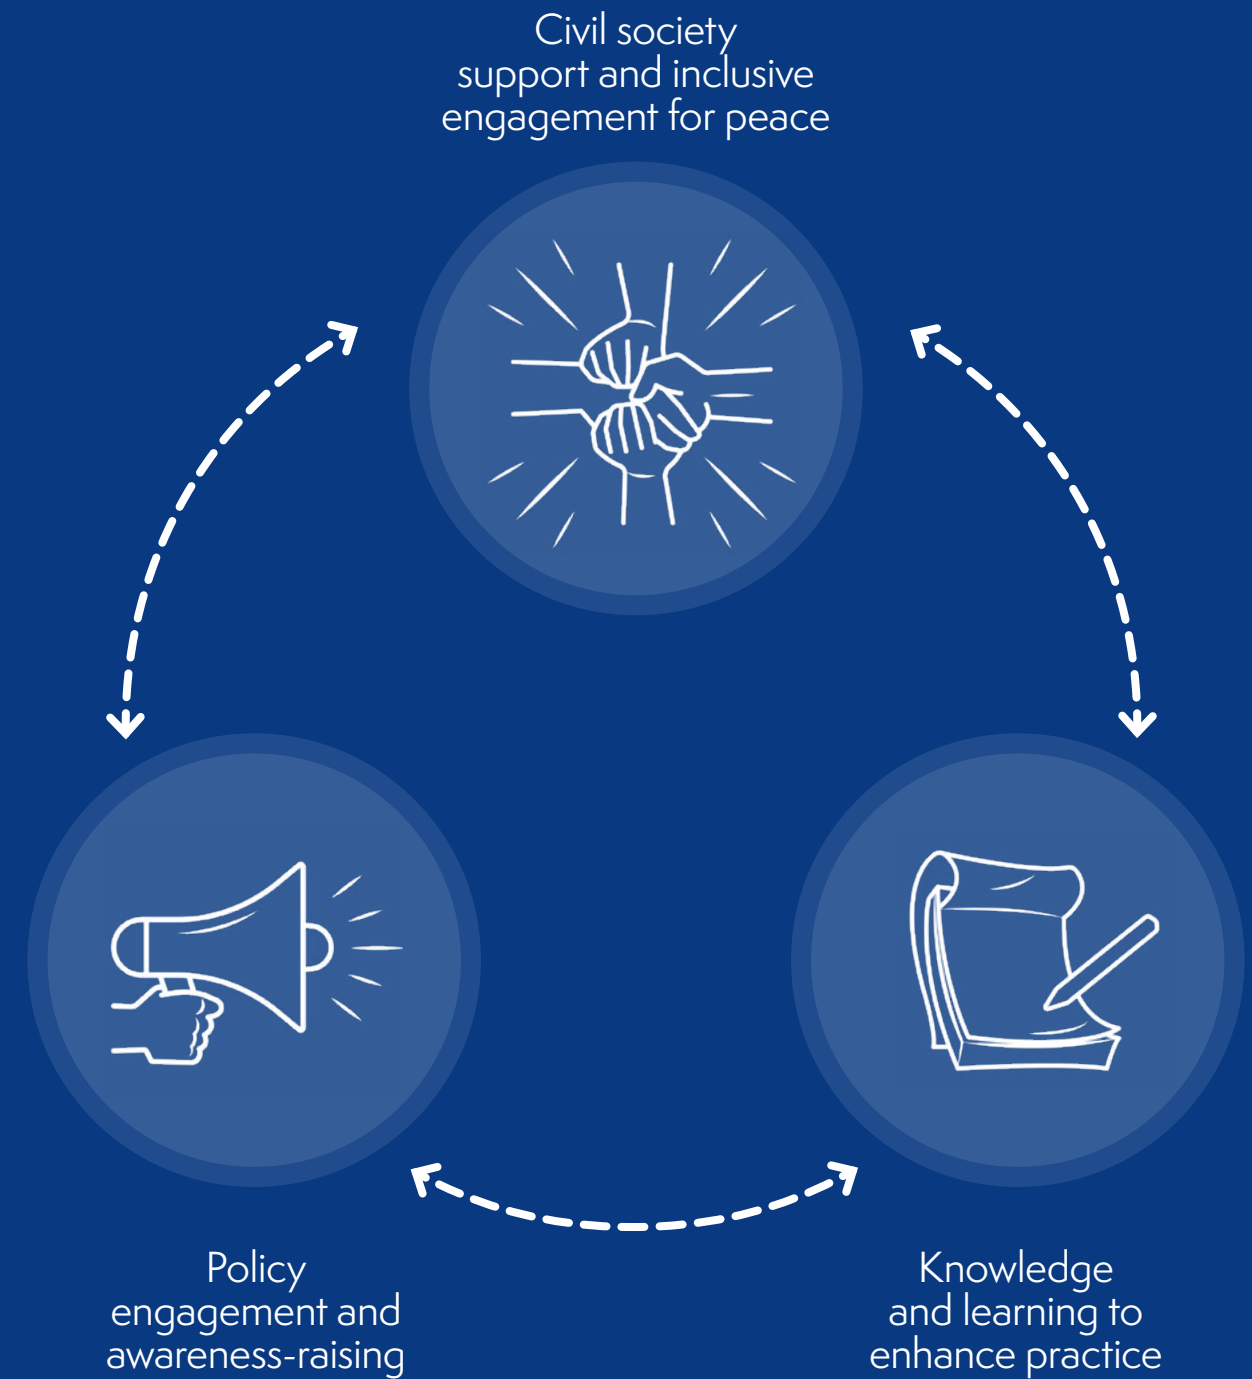 Civil society
support and inclusive
engagement for peace
Policy
engagement and
awareness-raising
Knowledge
and learning to
enhance practice